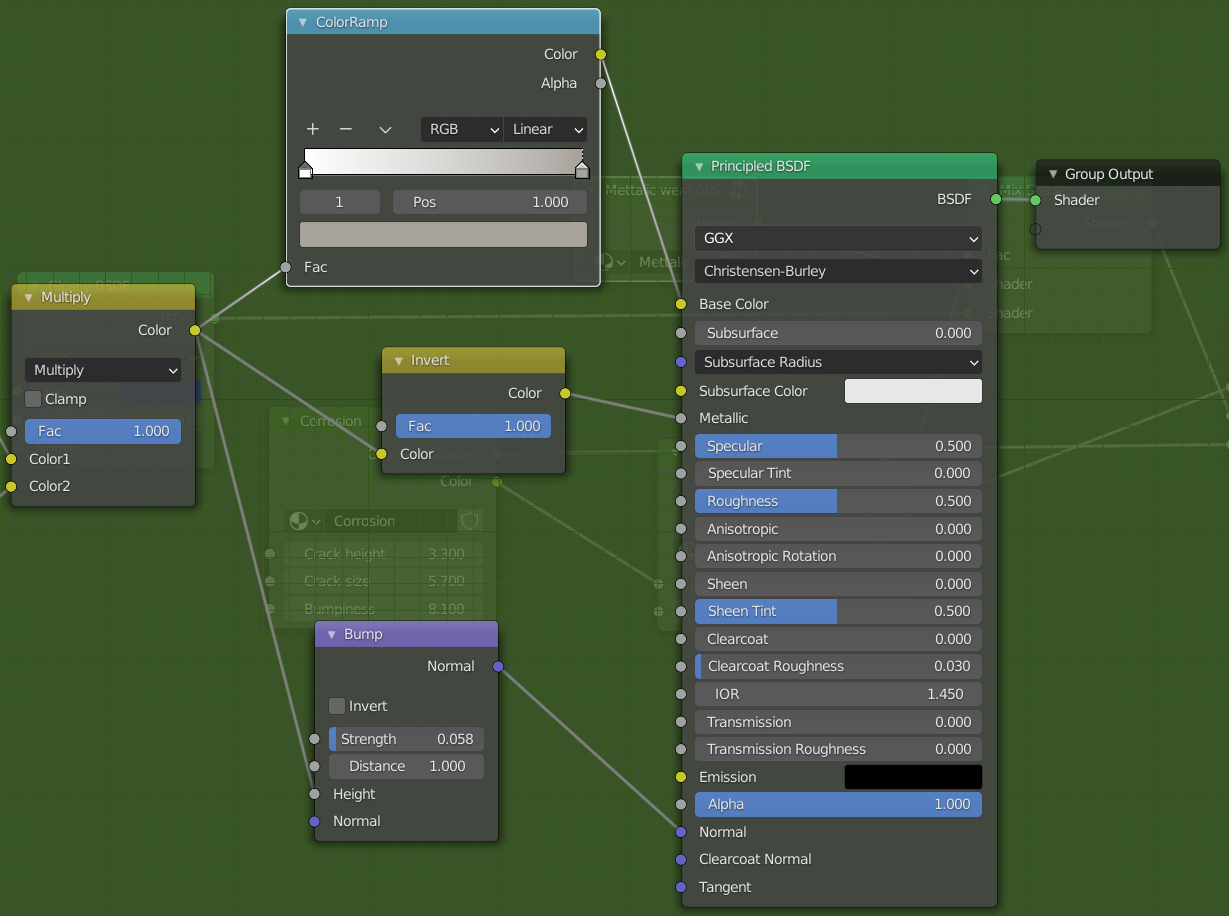 ColorRamp
Color
Alpha
RGB Linear
1 Pos 1.000
Fac
Multiply
Color
Multiply
Clamp
Fac 1.000
Color1
Color2
Invert
Color
Fac 1.000
Color
Corrosion
Color
Corrosion
Crack height 3.300
Crack size 5.700
Bumpiness 8.100
Bump
Normal
Invert
Strength 0.058
Distance 1.000
Height
Normal
Principled BSDF
BSDF
GGX
Christensen-Burley
Base Color
Subsurface 0.000
Subsurface Radius
Subsurface Color
Metallic
Specular 0.500
Specular Tint 0.000
Roughness 0.500
Anisotropic 0.000
Anisotropic Rotation 0.000
Sheen 0.000
Sheen Tint 0.500
Clearcoat 0.000
Clearcoat Roughness 0.030
IOR 1.450
Transmission 0.000
Transmission Roughness 0.000
Emission
Alpha 1.000
Normal
Clearcoat Normal
Tangent
Group Output
Shader
Shader
Shader
Shader